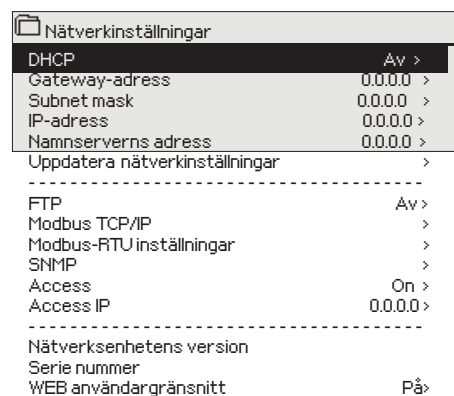 Nätverkinställningar
DHCP Av >
Gateway-adress 0.0.0.0 >
Subnet mask 0.0.0.0 >
IP-adress 0.0.0.0 >
Namnserverns adress 0.0.0.0 >
Uppdatera nätverkinställningar >
- - - - - - - - - - - - - - - - - - - - - - - - - - - - - - - - - - - - - - -
FTP Av >
Modbus TCP/IP >
Modbus-RTU inställningar >
SNMP >
Access On >
Access IP 0.0.0.0 >
- - - - - - - - - - - - - - - - - - - - - - - - - - - - - - - - - - - - - - -
Nätverksenhetens version
Serie nummer
WEB användargränsnitt På>